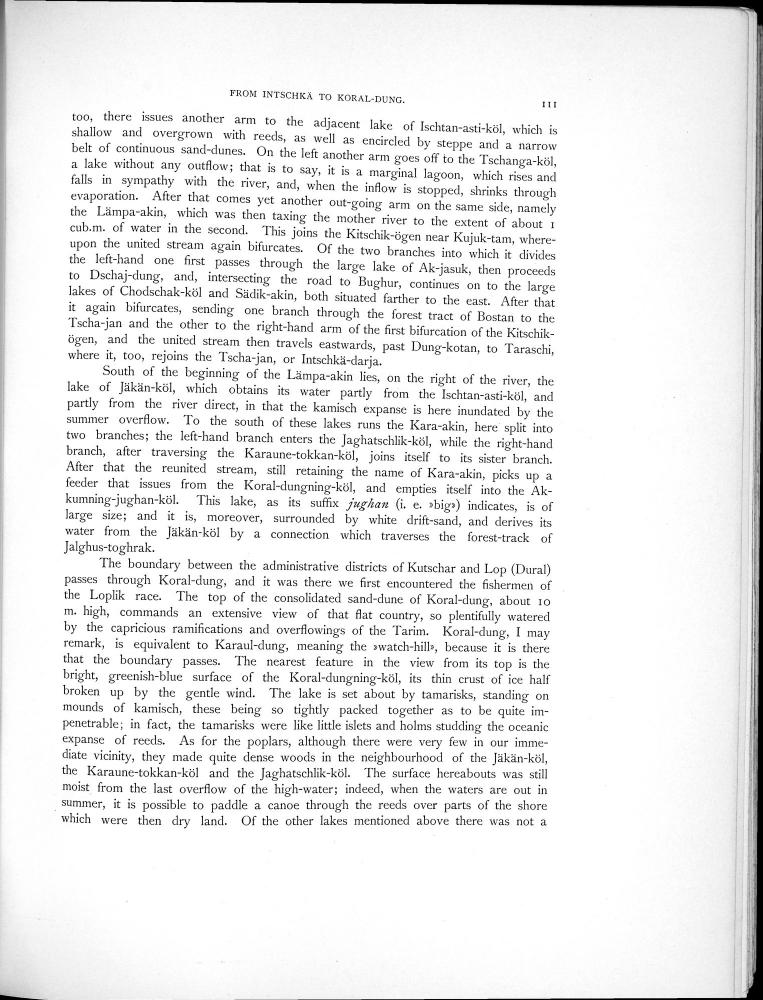 FROM INTSCHKÄ TO KORAL-DUNG.
111
too, there issues another arm to the adjacent lake of Ischtan-asti-köl, which is
shallow and overgrown with reeds, as well as encircled by steppe and a narrow
belt of continuous sand-dunes. On the left another arm goes off to the Tschanga-köl,
a lake without any outflow; that is to say, it is a marginal lagoon, which rises and
falls in sympathy with the river, and, when the inflow is stopped, shrinks through
evaporation. After that comes yet another out-going arm on the same side, namely
the Lämpa-akin, which was then taxing the mother river to the extent of about 1
cub.m. of water in the second. This joins the Kitschik-ögen near Kujuk-tam, where-
upon the united stream again bifurcates. Of the two branches into which it divides
the left-hand one first passes through the large lake of Ak-jasuk, then proceeds
to Dschaj-dung, and, intersecting the road to Bughur, continues on to the large
lakes of Chodschak-köl and Sädik-akin, both situated farther to the east. After that
it again bifurcates, sending one branch through the forest tract of Bostan to the
Tscha-jan and the other to the right-hand arm of the first bifurcation of the Kitschik-
ögen, and the united stream then travels eastwards, past Dung-kotan, to Taraschi,
where it, too, rejoins the Tscha-jan, or Intschkä-darja.
South of the beginning of the Lämpa-akin lies, on the right of the river, the
lake of Jäkän-köl, which obtains its water partly from the Ischtan-asti-köl, and
partly from the river direct, in that the kamisch expanse is here inundated by the
summer overflow. To the south of these lakes runs the Kara-akin, here split into
two branches; the left-hand branch enters the Jaghatschlik-köl, while the right-hand
branch, after traversing the Karaune-tokkan-köl, joins itself to its sister branch.
After that the reunited stream, still retaining the name of Kara-akin, picks up a
feeder that issues from the Koral-dungning-köl, and empties itself into the Ak-
kumning-jughan-köl. This lake, as its suffix jughan (i. e. »big») indicates, is of
large size; and it is, moreover, surrounded by white drift-sand, and derives its
water from the Jäkän-köl by a connection which traverses the forest-track of
Jalghus-toghrak.
The boundary between the administrative districts of Kutschar and Lop (Dural)
passes through Koral-dung, and it was there we first encountered the fishermen of
the Loplik race. The top of the consolidated sand-dune of Koral-dung, about 10
m. high, commands an extensive view of that flat country, so plentifully watered
by the capricious ramifications and overflowings of the Tarim. Koral-dung, I may
remark, is equivalent to Karaul-dung, meaning the »watch-hill», because it is there
that the boundary passes. The nearest feature in the view from its top is the
bright, greenish-blue surface of the Koral-dungning-köl, its thin crust of ice half
broken up by the gentle wind. The lake is set about by tamarisks, standing on
mounds of kamisch, these being so tightly packed together as to be quite im-
penetrable; in fact, the tamarisks were like little islets and holms studding the oceanic
expanse of reeds. As for the poplars, although there were very few in our imme-
diate vicinity, they made quite dense woods in the neighbourhood of the Jäkän-köl,
the Karaune-tokkan-köl and the Jaghatschlik-köl. The surface hereabouts was still
moist from the last overflow of the high-water; indeed, when the waters are out in
summer, it is possible to paddle a canoe through the reeds over parts of the shore
which were then dry land. Of the other lakes mentioned above there was not a